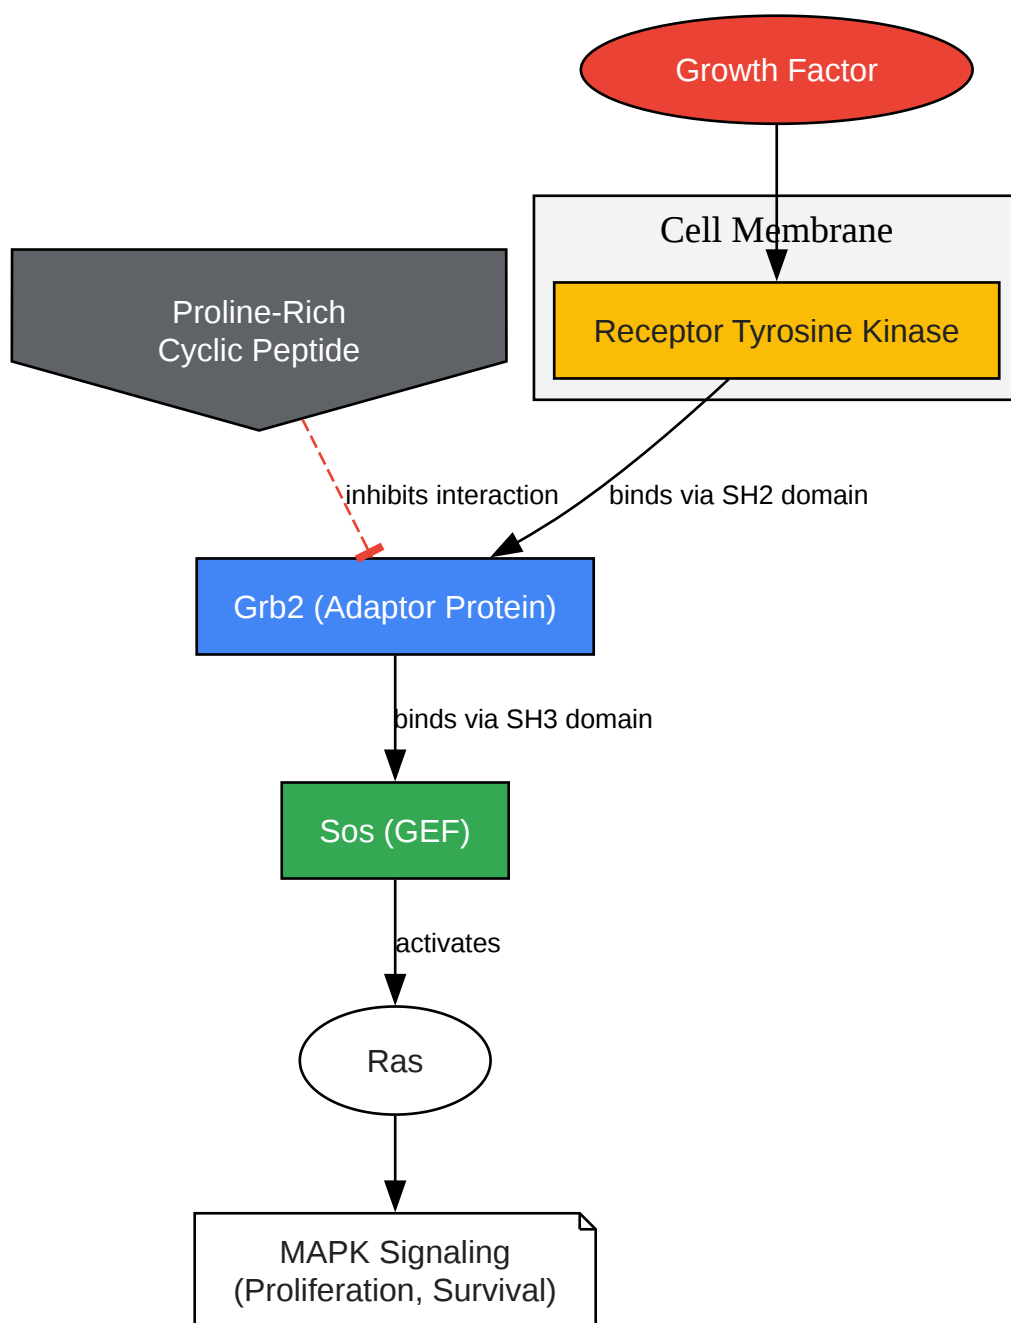 Growth Factor
Cell Membrane
Receptor Tyrosine Kinase
Proline-Rich
Cyclic Peptide
inhibits interaction
binds via SH2 domain
Grb2 (Adaptor Protein)
binds via SH3 domain
Sos (GEF)
activates
Ras
MAPK Signaling
(Proliferation, Survival)